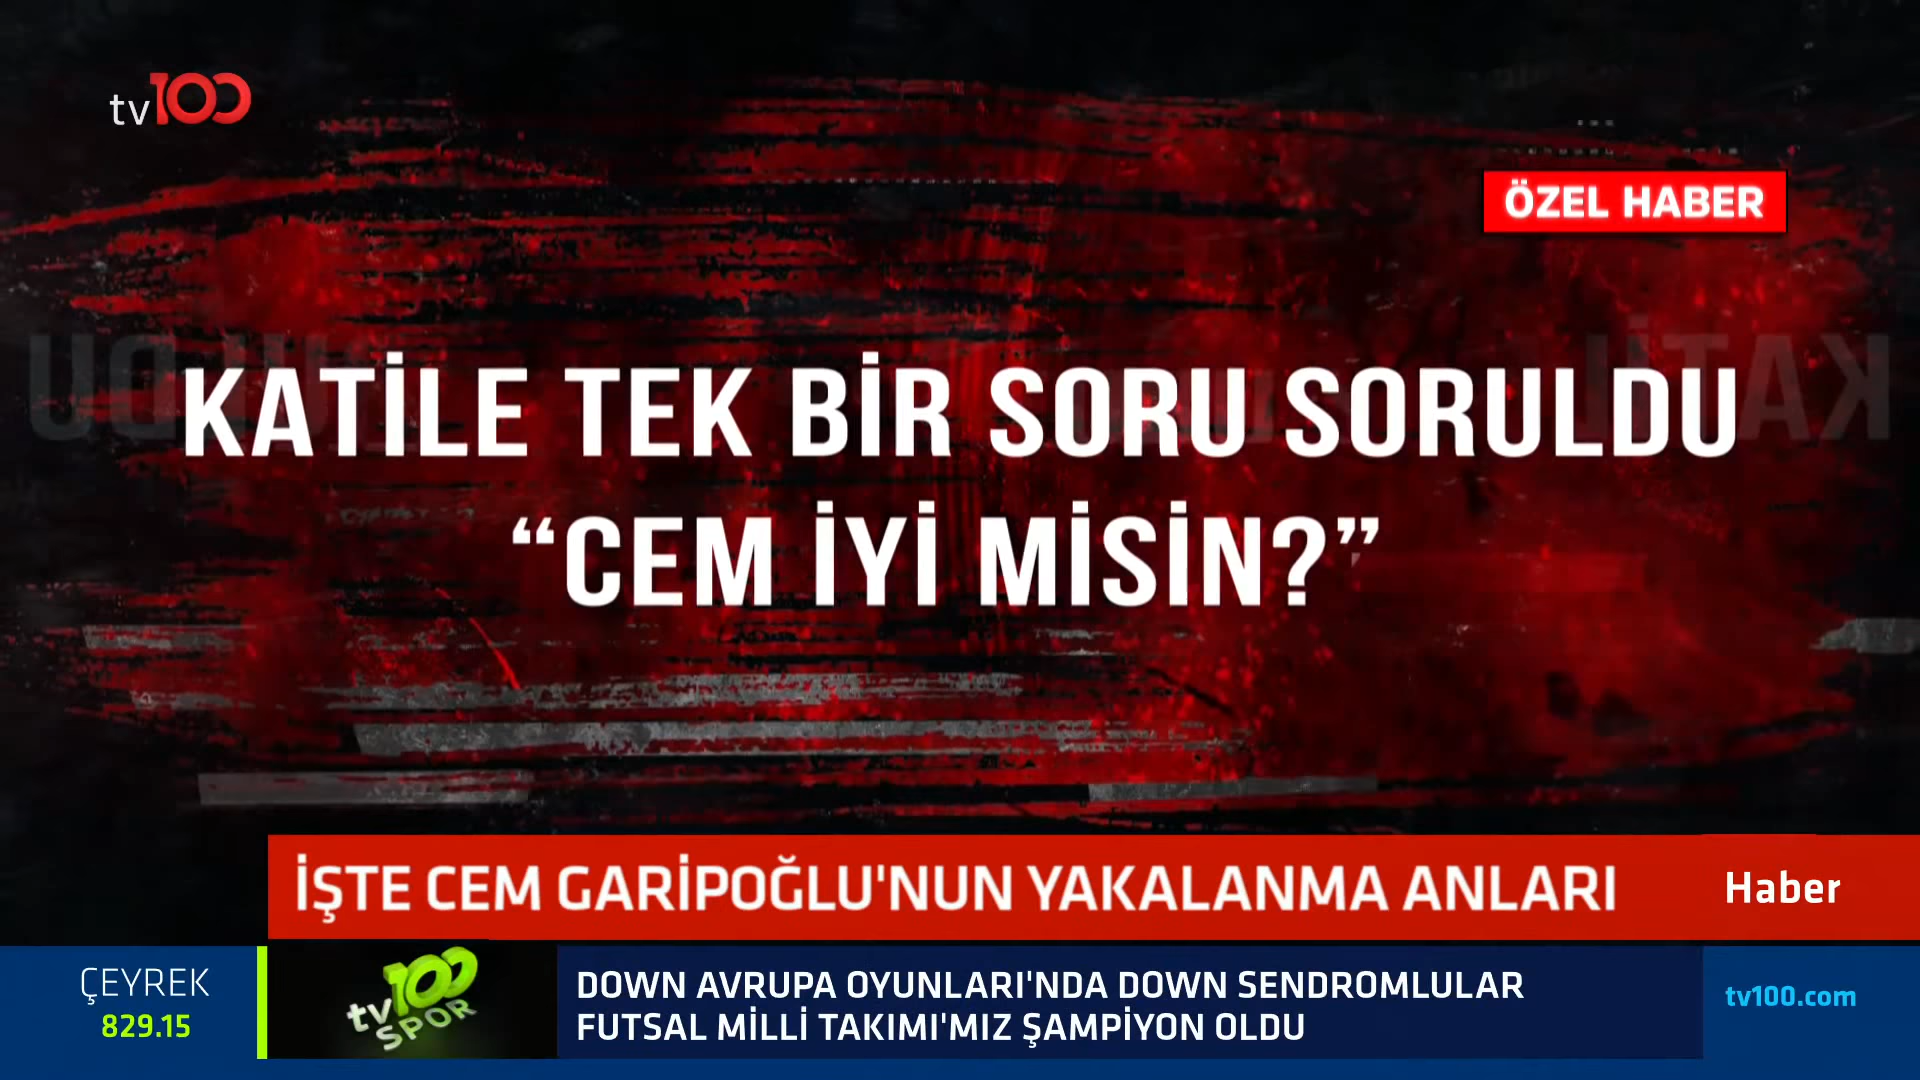 tv100
ÖZEL HABER
KATİLE TEK BİR SORU SORULDU
“CEM İYİ MİSİN?”
İŞTE CEM GARİPOĞLU'NUN YAKALANMA ANLARI
Haber
ÇEYREK
829.15
tv100
SPOR
DOWN AVRUPA OYUNLARI'NDA DOWN SENDROMLULAR
FUTSAL MİLLİ TAKIMI'MIZ ŞAMPİYON OLDU
tv100.com